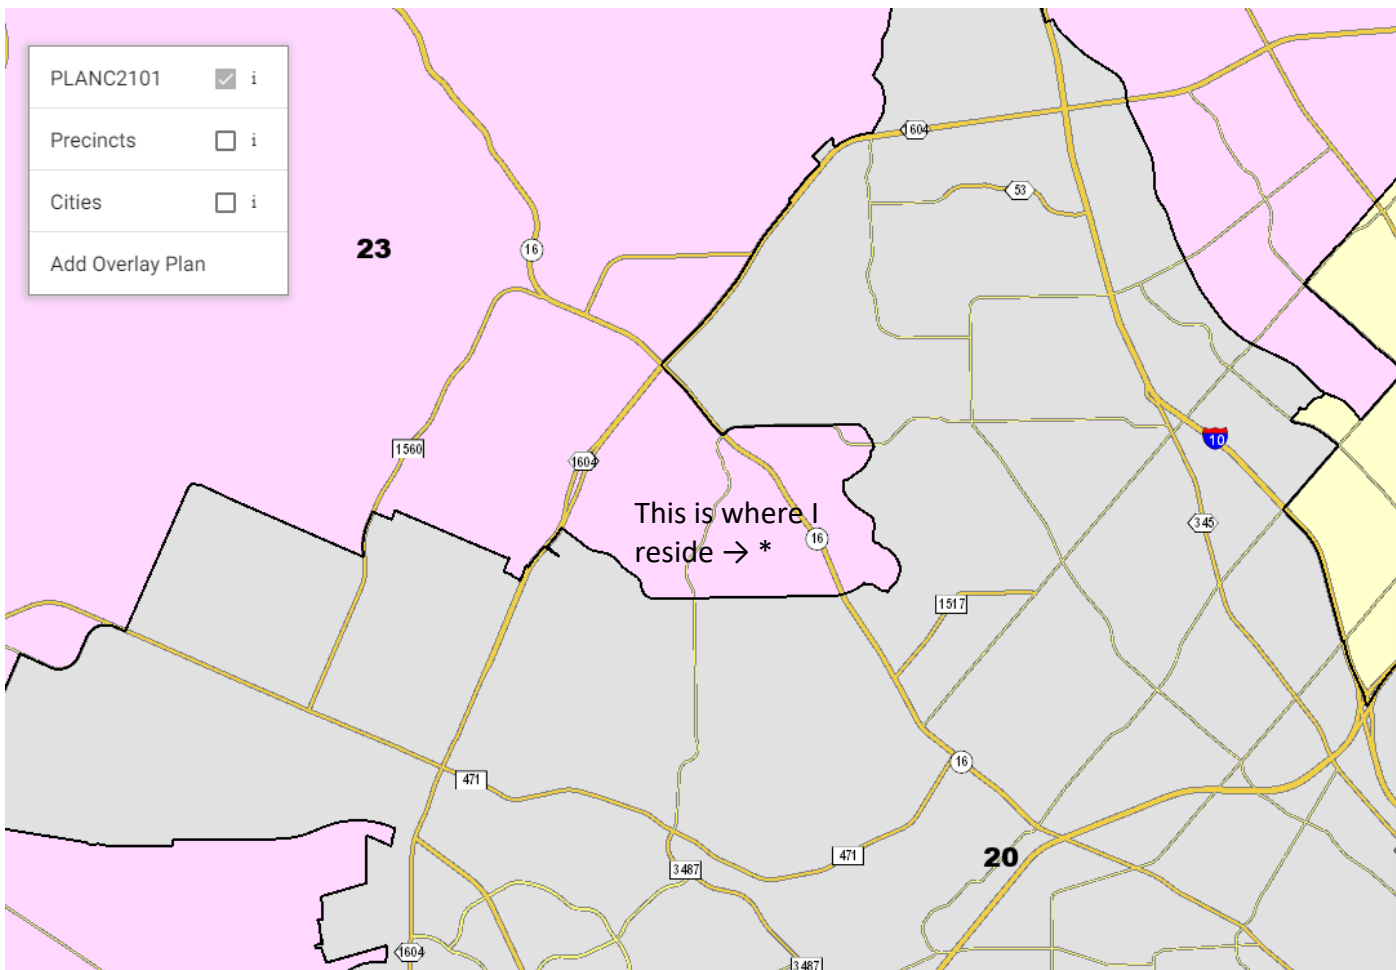 PLANC2101 i
Precincts i
Cities i
Add Overlay Plan
1604
53
23
16
1560
1604
10
This is where I
reside → *
16
345
1517
16
471
471
20
3487
1604
3487